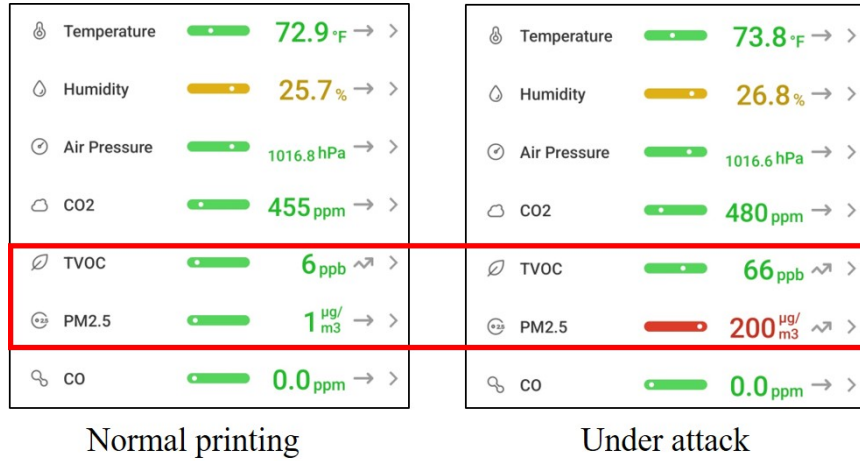 Temperature 72.9 °F
Humidity 25.7 %
Air Pressure 1016.8 hPa
CO2 455 ppm
TVOC 6 ppb
PM2.5 1 µg/m3
CO 0.0 ppm
Normal printing
Temperature 73.8 °F
Humidity 26.8 %
Air Pressure 1016.6 hPa
CO2 480 ppm
TVOC 66 ppb
PM2.5 200 µg/m3
CO 0.0 ppm
Under attack